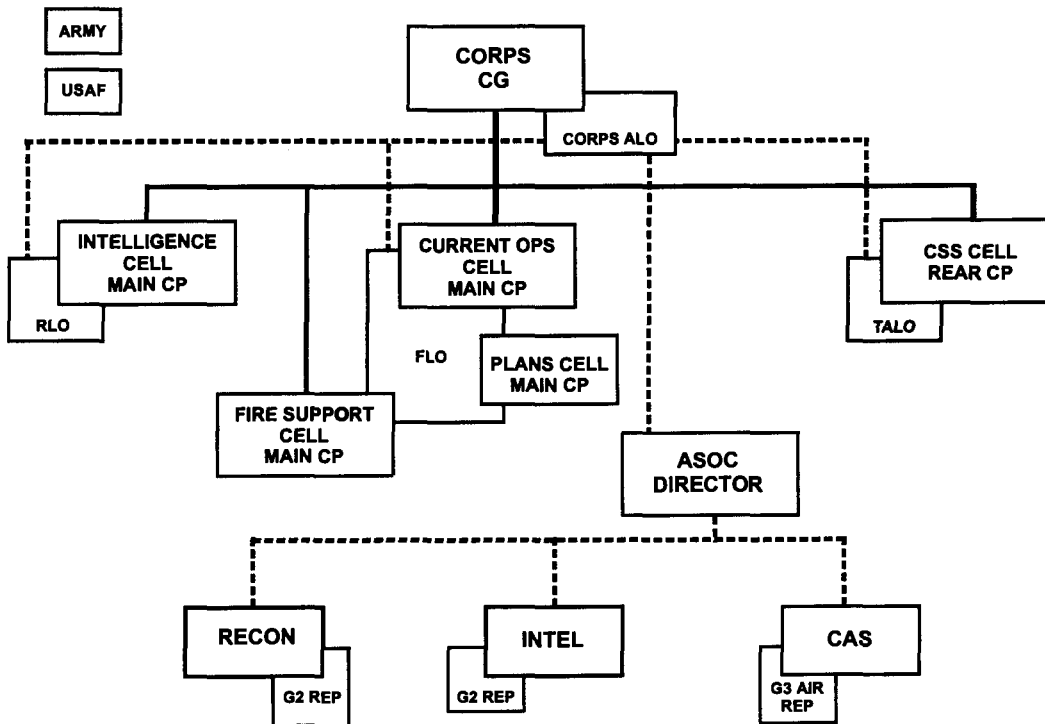 ARMY
USAF
CORPS
CG
CORPS ALO
INTELLIGENCE
CELL
MAIN CP
RLO
CURRENT OPS
CELL
MAIN CP
CSS CELL
REAR CP
TALO
FLO
PLANS CELL
MAIN CP
FIRE SUPPORT
CELL
MAIN CP
ASOC
DIRECTOR
RECON
G2 REP
INTEL
G2 REP
CAS
G3 AIR
REP